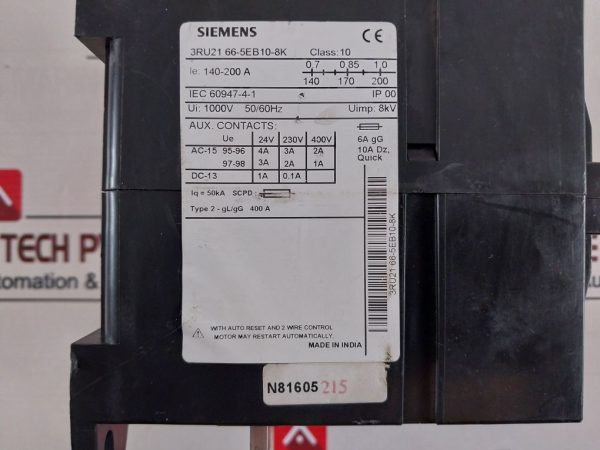 SIEMENS
3RU21 66-5EB10-8K Class: 10
Ie: 140-200 A 0,7 0,85 1,0
140 170 200
IEC 60947-4-1 IP 00
Ui: 1000V 50/60Hz Uimp: 8kV
AUX. CONTACTS:
Ue 24V 230V 400V
AC-15 95-96 4A 3A 2A
97-98 3A 2A 1A
DC-13 1A 0.1A
6A gG
10A Dz,
Quick
Iq = 50kA SCPD:
Type 2 - gL/gG 400 A
3RU21 66-5EB10-8K
WITH AUTO RESET AND 2 WIRE CONTROL
MOTOR MAY RESTART AUTOMATICALLY.
MADE IN INDIA
N81605 215
TECH PV
utomation &